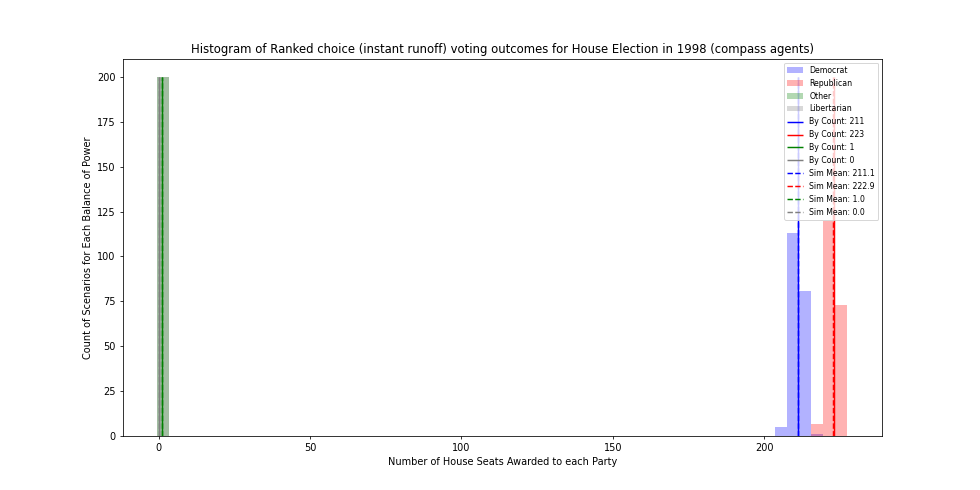 Histogram of Ranked choice (instant runoff) voting outcomes for House Election in 1998 (compass agents)
Count of Scenarios for Each Balance of Power
200
175
150
125
100
75
50
25
0
Democrat
Republican
Other
Libertarian
By Count: 211
By Count: 223
By Count: 1
By Count: 0
Sim Mean: 211.1
Sim Mean: 222.9
Sim Mean: 1.0
Sim Mean: 0.0
0 50 100 150 200
Number of House Seats Awarded to each Party